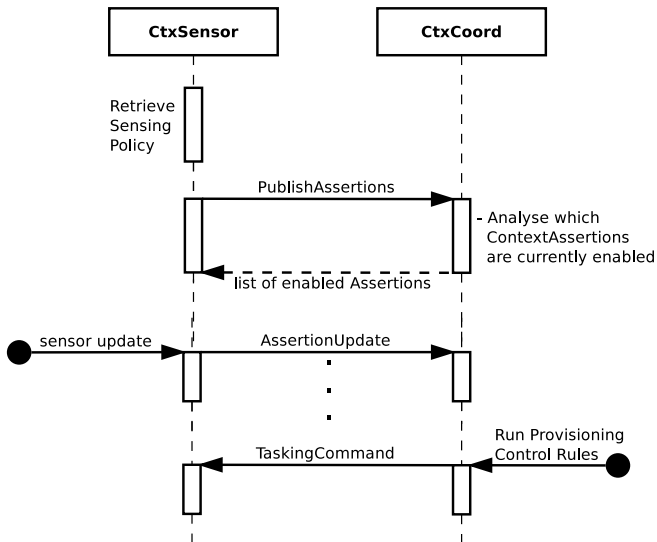 CtxSensor
CtxCoord
Retrieve
Sensing
Policy
PublishAssertions
- Analyse which
ContextAssertions
are currently enabled
list of enabled Assertions
sensor update
AssertionUpdate
Run Provisioning
Control Rules
TaskingCommand